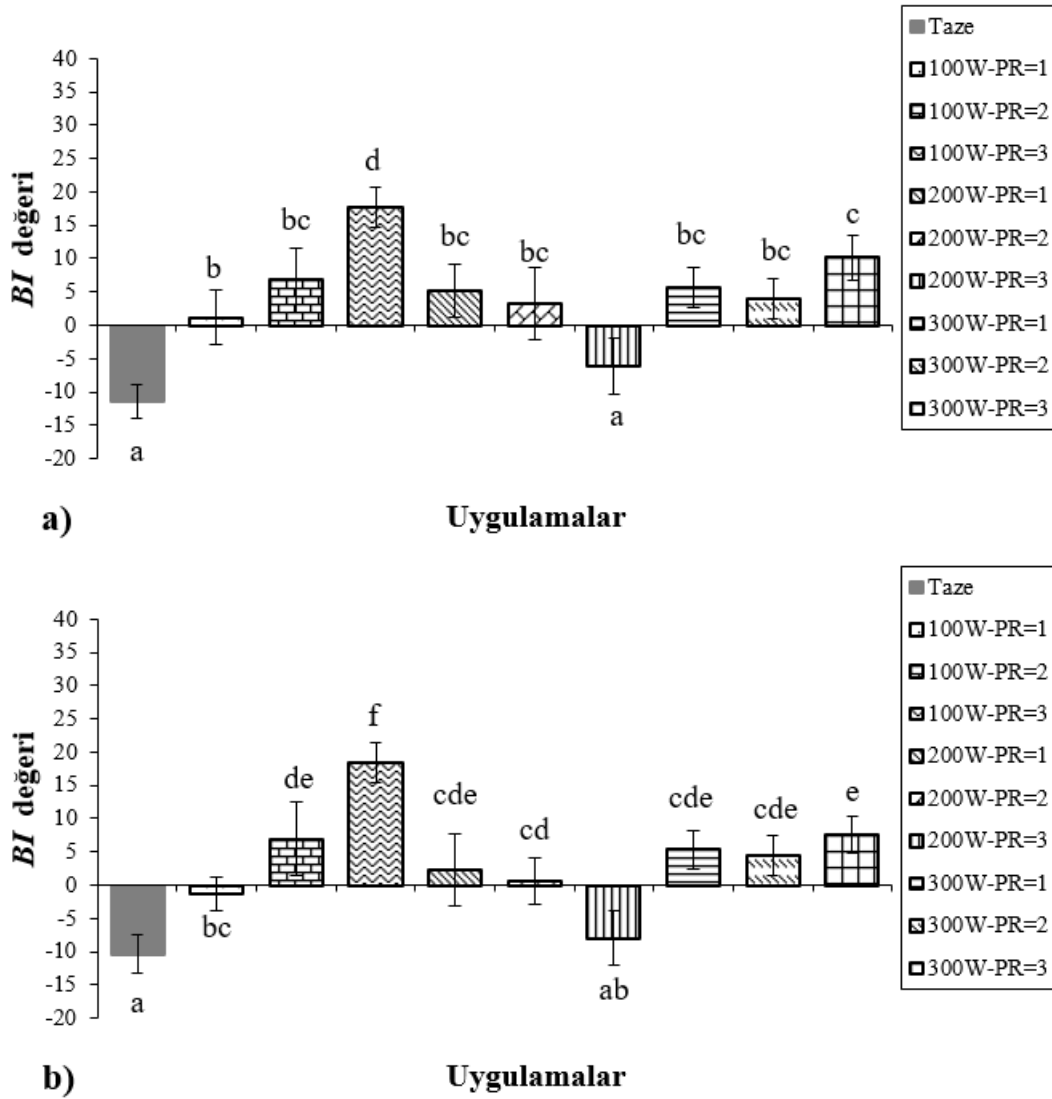 40
35
30
25
20
15
10
5
0
-5
-10
-15
-20
BI değeri
a
b
bc
d
bc
bc
a
bc
bc
c
a)
Uygulamalar
Taze
100W-PR=1
100W-PR=2
100W-PR=3
200W-PR=1
200W-PR=2
200W-PR=3
300W-PR=1
300W-PR=2
300W-PR=3
40
35
30
25
20
15
10
5
0
-5
-10
-15
-20
BI değeri
a
bc
de
f
cde
cd
ab
cde
cde
e
b)
Uygulamalar
Taze
100W-PR=1
100W-PR=2
100W-PR=3
200W-PR=1
200W-PR=2
200W-PR=3
300W-PR=1
300W-PR=2
300W-PR=3